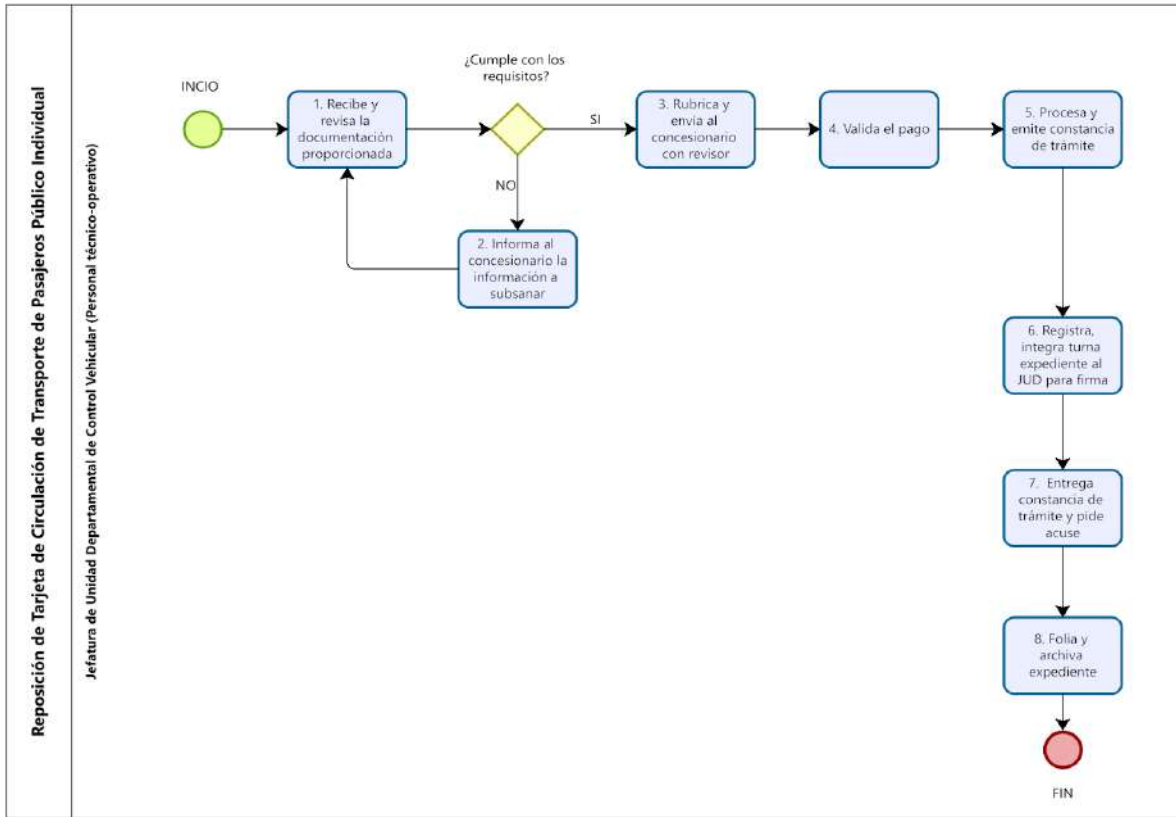 Reposición de Tarjeta de Circulación de Transporte de Pasajeros Público Individual
Jefatura de Unidad Departamental de Control Vehicular (Personal técnico-operativo)
INCIO
1. Recibe y
revisa la
documentación
proporcionada
¿Cumple con los
requisitos?
SI
NO
2. Informa al
concesionario la
información a
subsanar
3. Rubrica y
envía al
concesionario
con revisor
4. Valida el pago
5. Procesa y
emite constancia
de trámite
6. Registra,
integra turna
expediente al
JUD para firma
7. Entrega
constancia de
trámite y pide
acuse
8. Folia y
archiva
expediente
FIN